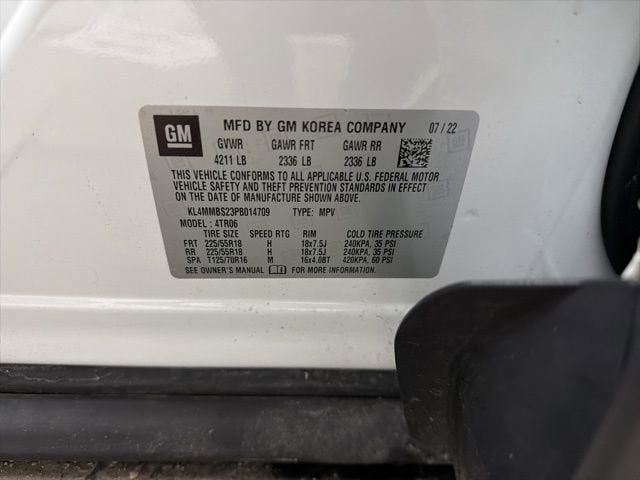 GM MFD BY GM KOREA COMPANY 07/22
GVWR GAWR FRT GAWR RR
4211 LB 2336 LB 2336 LB
THIS VEHICLE CONFORMS TO ALL APPLICABLE U.S. FEDERAL MOTOR
VEHICLE SAFETY AND THEFT PREVENTION STANDARDS IN EFFECT
ON THE DATE OF MANUFACTURE SHOWN ABOVE.
KL4MMBS23PB014709 TYPE: MPV
MODEL : 4TR06
TIRE SIZE SPEED RTG RIM COLD TIRE PRESSURE
FRT 225/55R18 H 18x7.5J 240KPA, 35 PSI
RR 225/55R18 H 18x7.5J 240KPA, 35 PSI
SPA T125/70R16 M 16x4.0BT 420KPA, 60 PSI
SEE OWNER'S MANUAL FOR MORE INFORMATION.